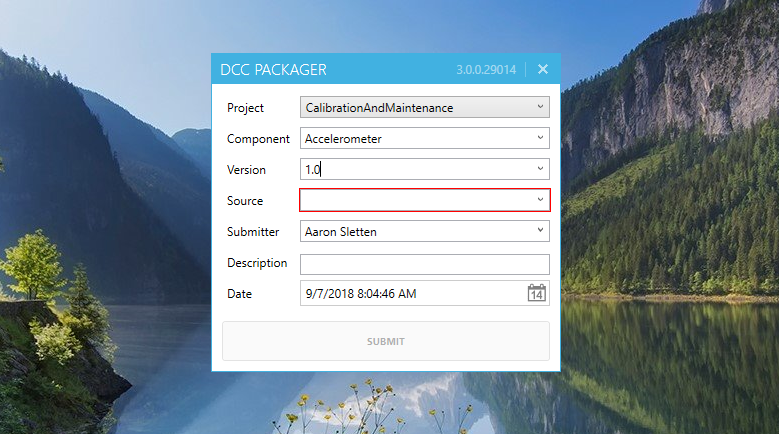 DCC PACKAGER 3.0.0.29014
Project CalibrationAndMaintenance
Component Accelerometer
Version 1.0
Source
Submitter Aaron Sletten
Description
Date 9/7/2018 8:04:46 AM 14
SUBMIT